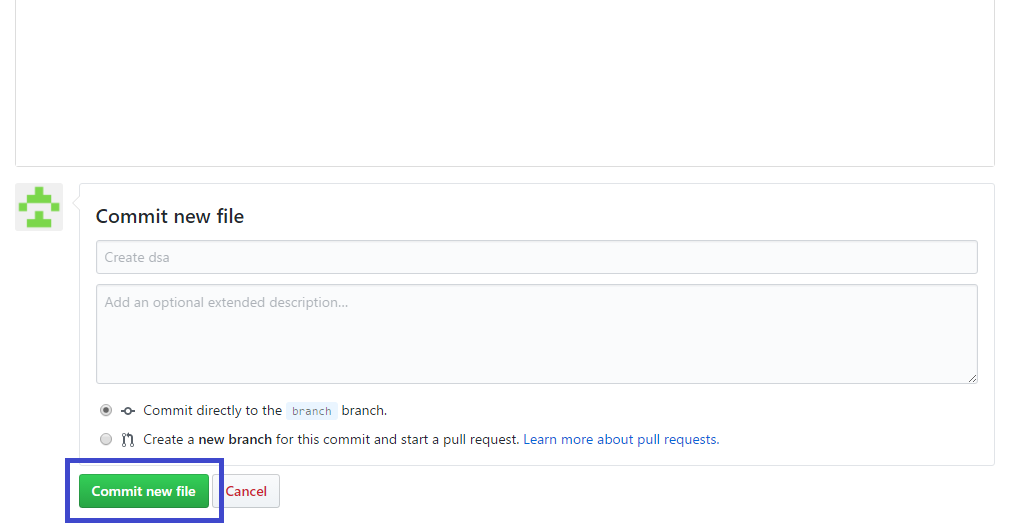 Commit new file
Create dsa
Add an optional extended description...
Commit directly to the branch branch.
Create a new branch for this commit and start a pull request. Learn more about pull requests.
Commit new file Cancel